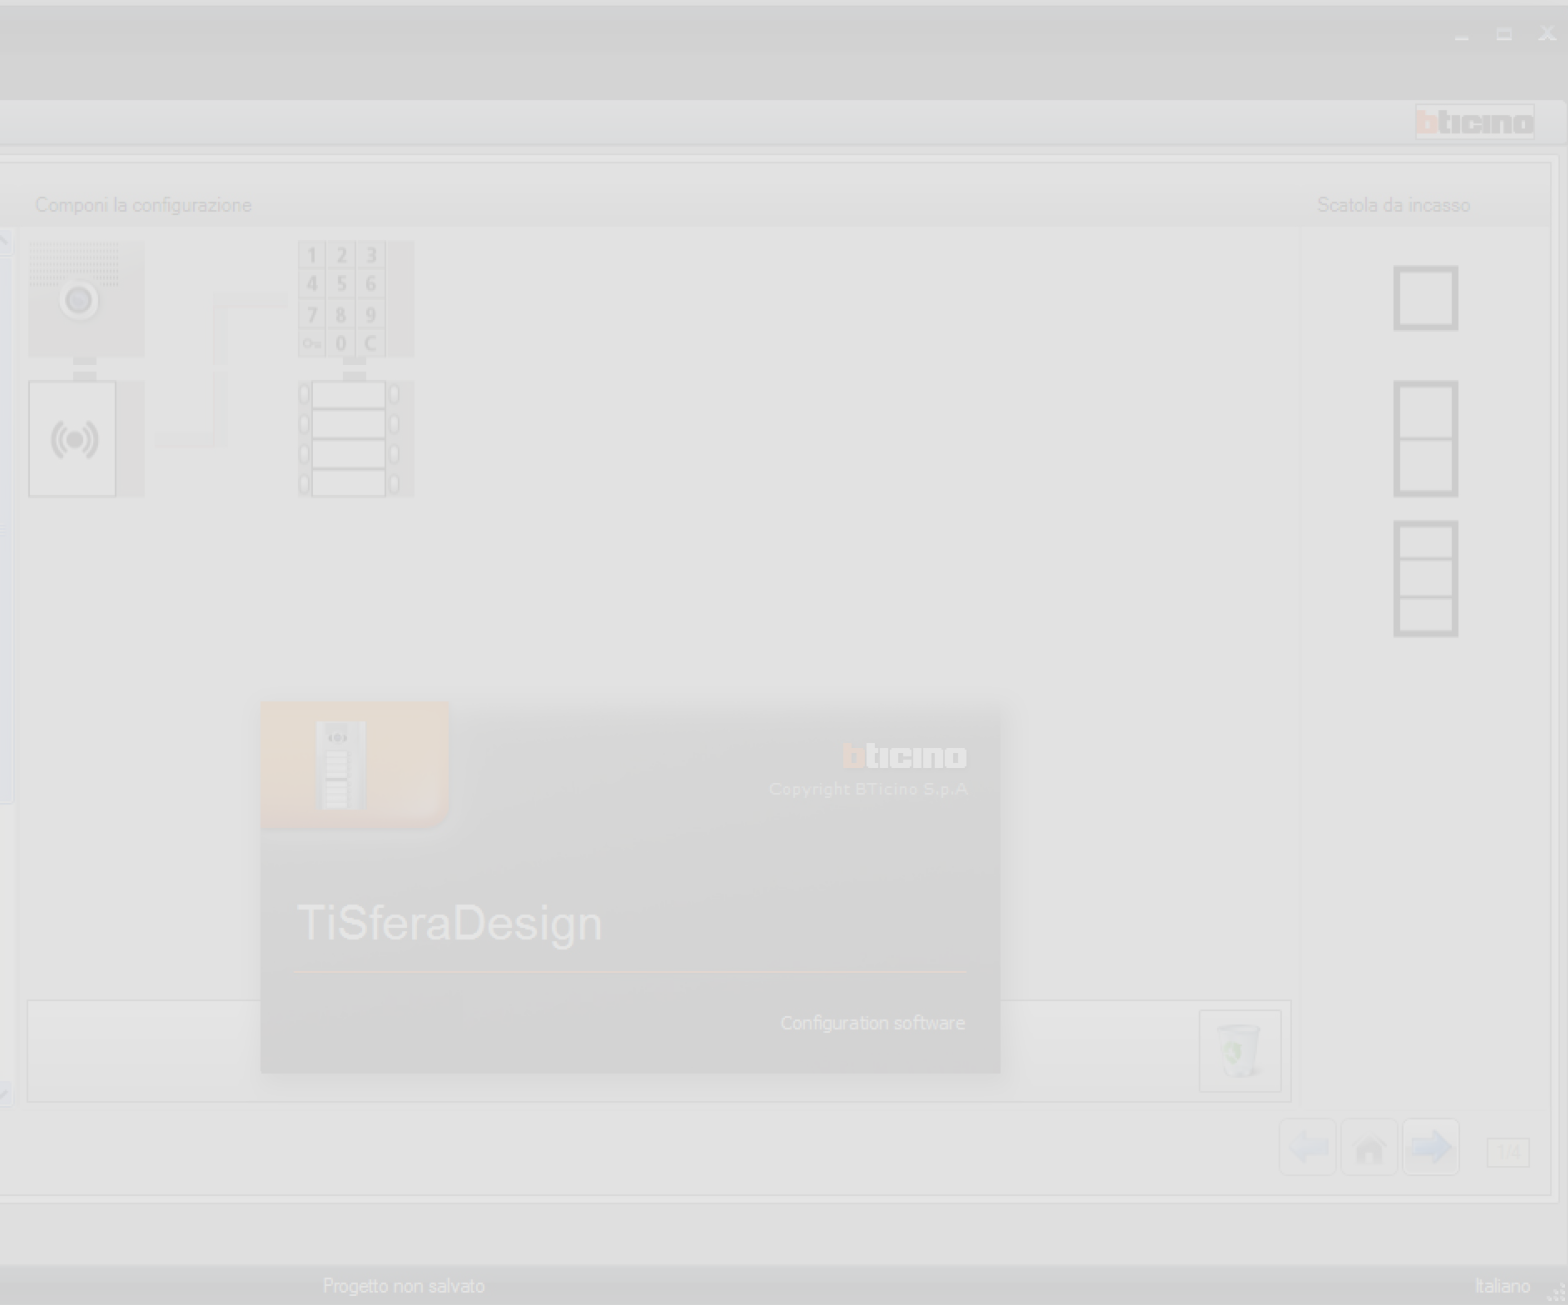 bticino
Componi la configurazione
Scatola da incasso
1 2 3
4 5 6
7 8 9
0 C
bticino
Copyright BTicino S.p.A
TiSferaDesign
Configuration software
1/4
Progetto non salvato
Italiano